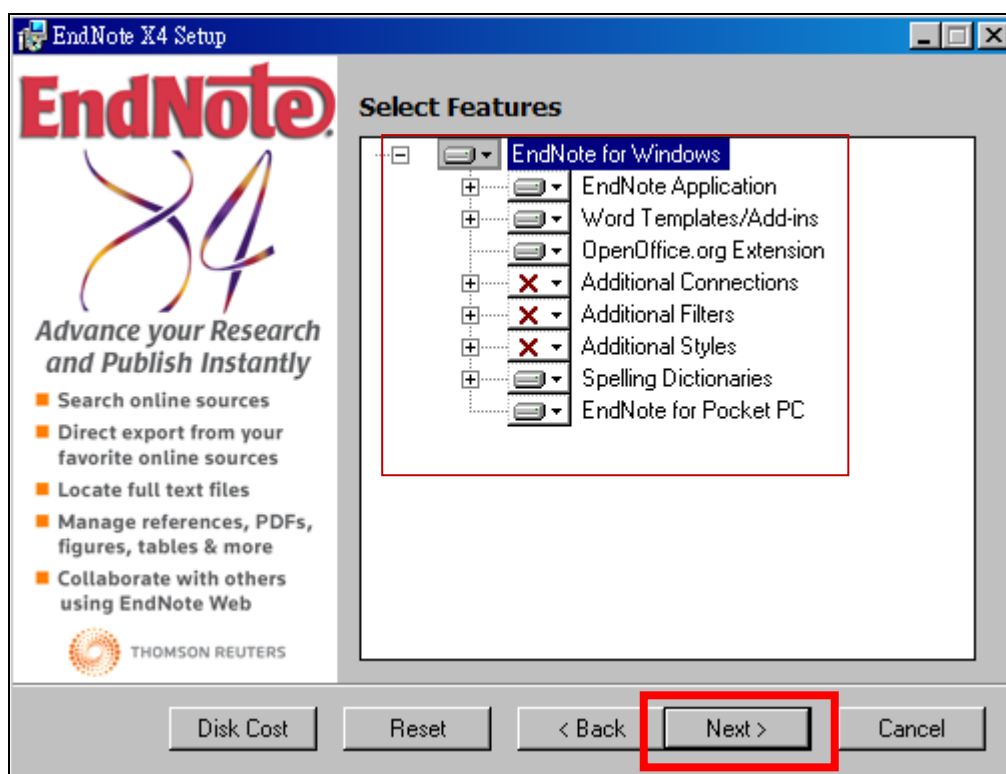 EndNote X4 Setup
EndNote
X4
Advance your Research
and Publish Instantly
Search online sources
Direct export from your
favorite online sources
Locate full text files
Manage references, PDFs,
figures, tables & more
Collaborate with others
using EndNote Web
THOMSON REUTERS
Select Features
EndNote for Windows
EndNote Application
Word Templates/Add-ins
OpenOffice.org Extension
Additional Connections
Additional Filters
Additional Styles
Spelling Dictionaries
EndNote for Pocket PC
Disk Cost
Reset
< Back
Next >
Cancel